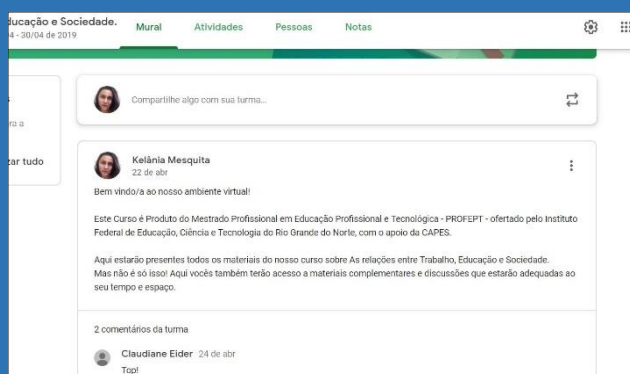 ducação e Sociedade.
04 - 30/04 de 2019
Mural
Atividades
Pessoas
Notas
ra a
zar tudo
Compartilhe algo com sua turma...
Kelânia Mesquita
22 de abr
Bem vindo/a ao nosso ambiente virtual!
Este Curso é Produto do Mestrado Profissional em Educação Profissional e Tecnológica - PROFEPT - ofertado pelo Instituto
Federal de Educação, Ciência e Tecnologia do Rio Grande do Norte, com o apoio da CAPES.
Aqui estarão presentes todos os materiais do nosso curso sobre As relações entre Trabalho, Educação e Sociedade.
Mas não é só isso! Aqui vocês também terão acesso a materiais complementares e discussões que estarão adequadas ao
seu tempo e espaço.
2 comentários da turma
Claudiane Eider 24 de abr
Top!